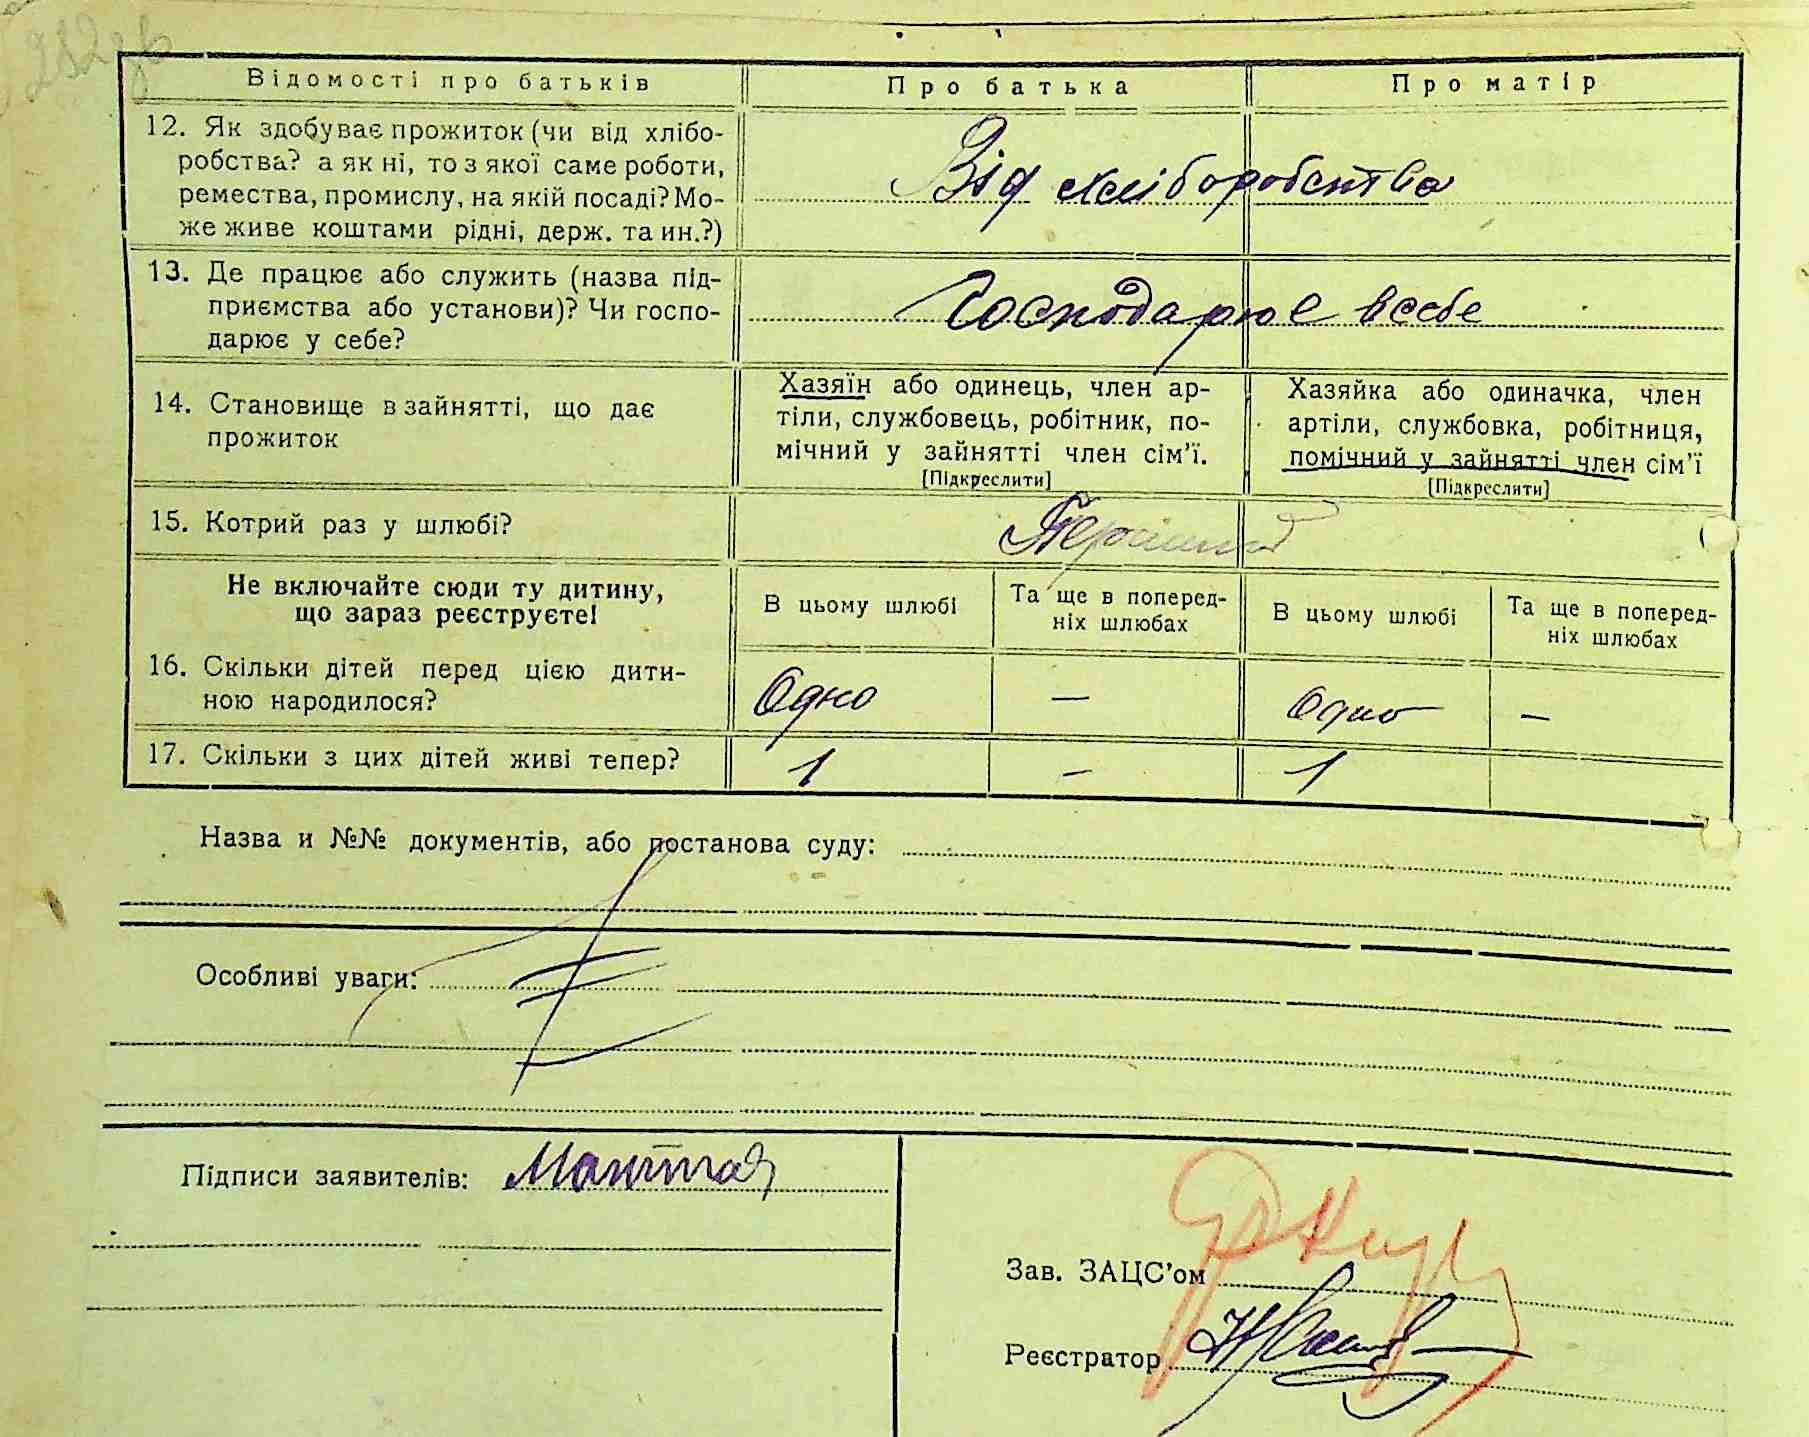 282 зв
Відомості про батьків
Про батька
Про матір
12. Як здобуває прожиток (чи від хлібо-
робства? а як ні, то з якої саме роботи,
ремества, промислу, на якій посаді? Мо-
же живе коштами рідні, держ. та ин.?)
Від хліборобства
13. Де працює або служить (назва під-
приємства або установи)? Чи госпо-
дарює у себе?
Господарює в себе
14. Становище в зайнятті, що дає
прожиток
Хазяїн або одинець, член ар-
тіли, службовець, робітник, по-
мічний у зайнятті член сім'ї.
[Підкреслити]
Хазяйка або одиначка, член
артіли, службовка, робітниця,
помічний у зайнятті член сім'ї
[Підкреслити]
15. Котрий раз у шлюбі?
Перший
Не включайте сюди ту дитину,
що зараз реєструєте!
В цьому шлюбі
Та ще в поперед-
ніх шлюбах
В цьому шлюбі
Та ще в поперед-
ніх шлюбах
16. Скільки дітей перед цією дити-
ною народилося?
Одно
—
Одно
—
17. Скільки з цих дітей живі тепер?
1
—
1
Назва и №№ документів, або постанова суду:
Особливі уваги:
Підписи заявителів:
Зав. ЗАЦС'ом
Реєстратор